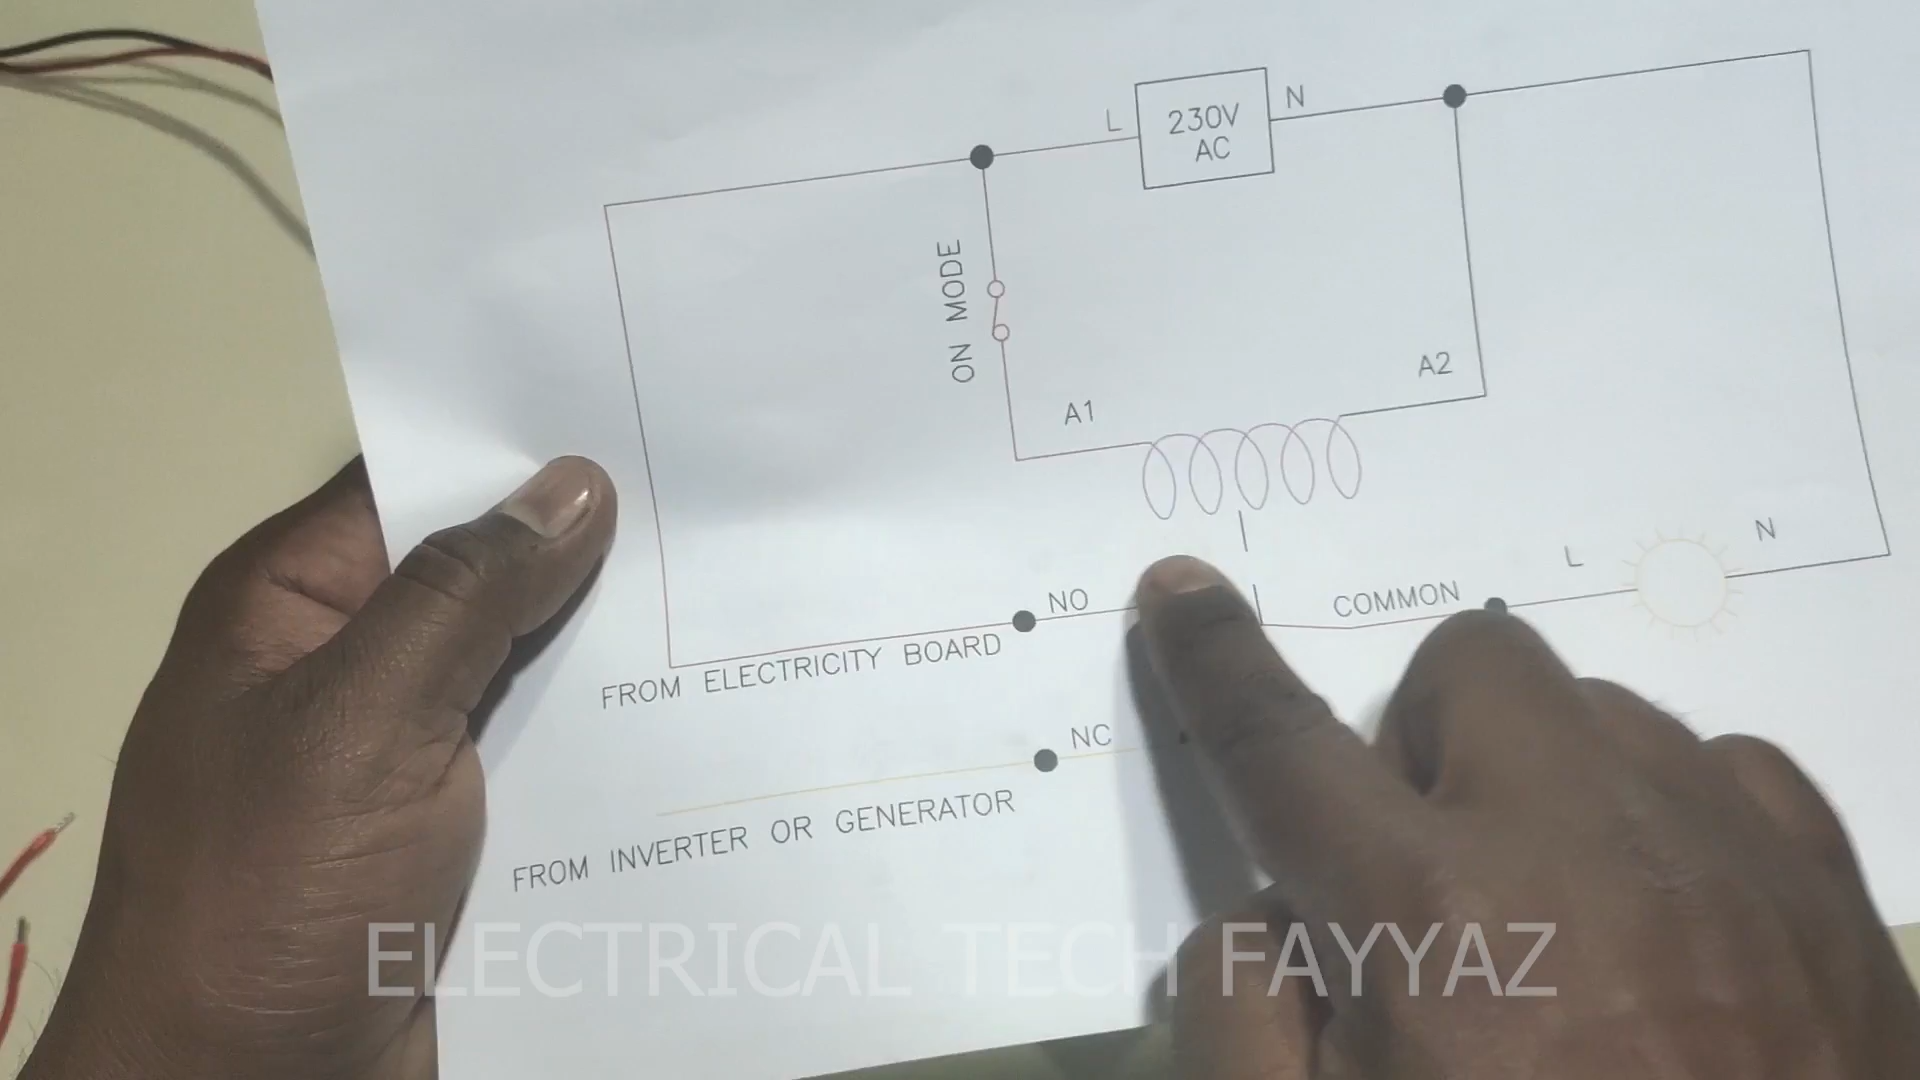 L
230V
AC
N
ON MODE
A1
A2
NO
COMMON
L
N
FROM ELECTRICITY BOARD
NC
FROM INVERTER OR GENERATOR
ELECTRICAL TECH FAYYAZ